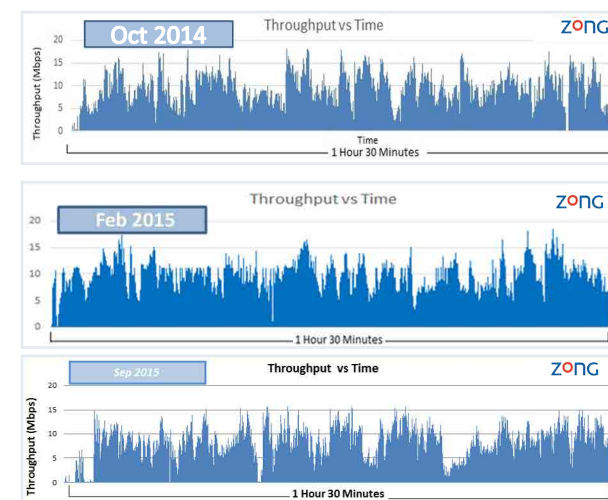 Oct 2014
Throughput vs Time
ZONG
Throughput (Mbps)
20
15
10
5
0
Time
1 Hour 30 Minutes
Feb 2015
Throughput vs Time
ZONG
20
15
10
5
0
1 Hour 30 Minutes
Sep 2015
Throughput vs Time
ZONG
Throughput (Mbps)
20
15
10
5
0
1 Hour 30 Minutes